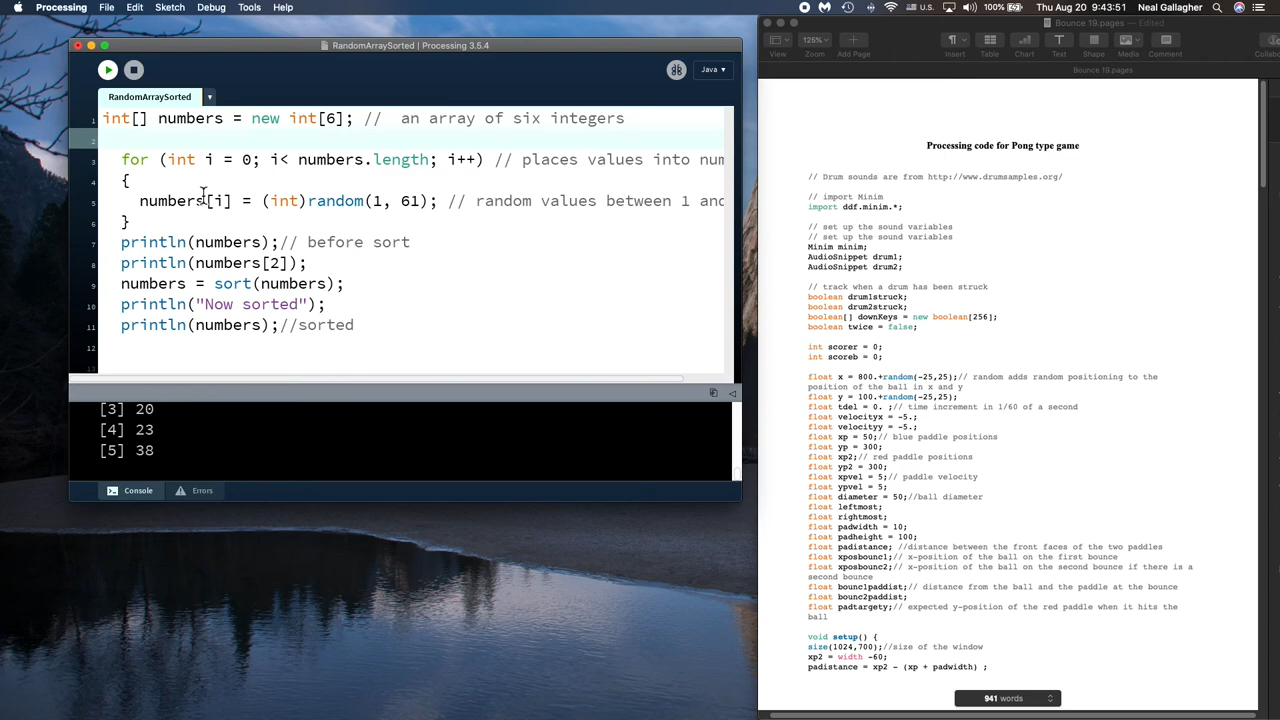 Processing File Edit Sketch Debug Tools Help
RandomArraySorted | Processing 3.5.4
Java
RandomArraySorted
1 int[] numbers = new int[6]; // an array of six integers
2
3 for (int i = 0; i< numbers.length; i++) // places values into num
4 {
5 numbers[i] = (int)random(1, 61); // random values between 1 and
6 }
7 println(numbers);// before sort
8 println(numbers[2]);
9 numbers = sort(numbers);
10 println("Now sorted");
11 println(numbers);//sorted
12
13
[3] 20
[4] 23
[5]
Console Errors
Bounce 19.pages — Edited
125%
View Zoom Add Page Insert Table Chart Text Shape Media Comment
Bounce 19.pages
Processing code for Pong type game
// Drum sounds are from http://www.drumsamples.org/
// import Minim
import ddf.minim.*;
// set up the sound variables
// set up the sound variables
Minim minim;
AudioSnippet drum1;
AudioSnippet drum2;
// track when a drum has been struck
boolean drum1struck;
boolean drum2struck;
boolean[] downKeys = new boolean[256];
boolean twice = false;
int scorer = 0;
int scoreb = 0;
float x = 800.+random(-25,25);// random adds random positioning to the
position of the ball in x and y
float y = 100.+random(-25,25);
float tdel = 0. ;// time increment in 1/60 of a second
float velocityx = -5.;
float velocityy = -5.;
float xp = 50;// blue paddle positions
float yp = 300;
float xp2;// red paddle positions
float yp2 = 300;
float xpvel = 5;// paddle velocity
float ypvel = 5;
float diameter = 50;//ball diameter
float leftmost;
float rightmost;
float padwidth = 10;
float padheight = 100;
float padistance; //distance between the front faces of the two paddles
float xposbounc1;// x-position of the ball on the first bounce
float xposbounc2;// x-position of the ball on the second bounce if there is a
second bounce
float bounc1paddist;// distance from the ball and the paddle at the bounce
float bounc2paddist;
float padtargety;// expected y-position of the red paddle when it hits the
ball
void setup() {
size(1024,700);//size of the window
xp2 = width -60;
padistance = xp2 - (xp + padwidth) ;
941 words